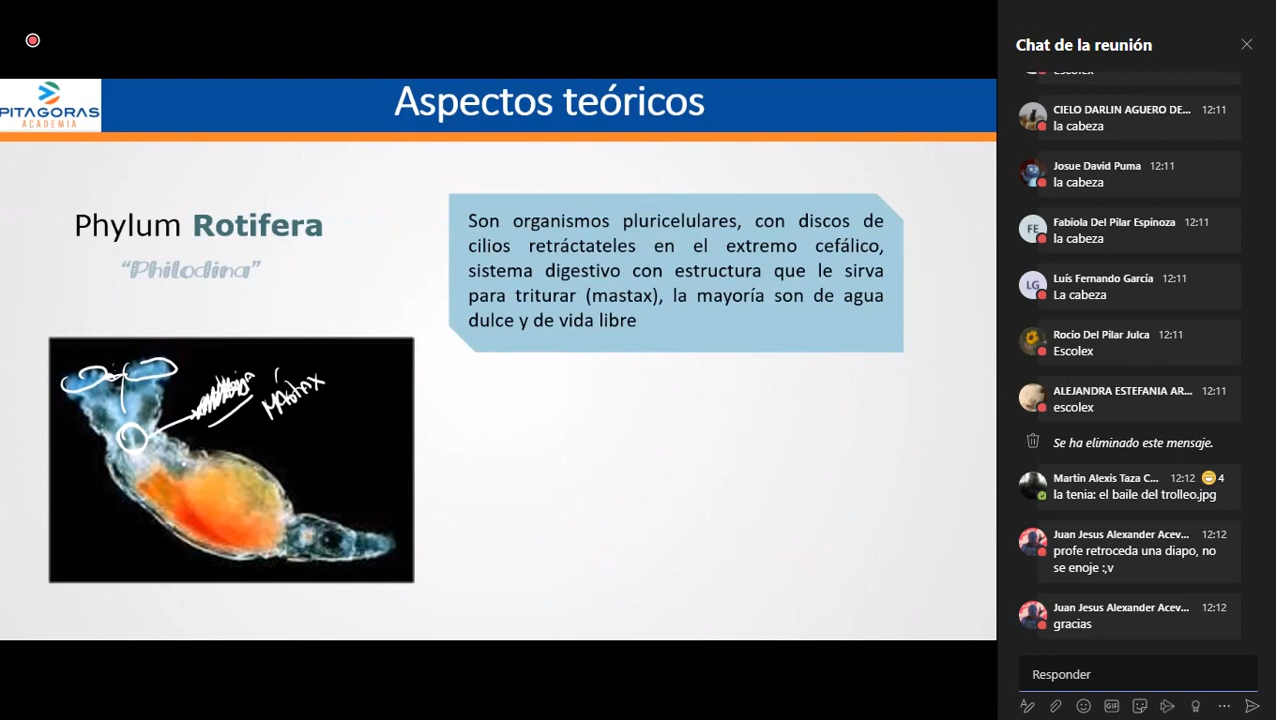 Chat de la reunión
Aspectos teóricos
PITAGORAS
ACADEMIA
Phylum Rotifera
“Philodina”
Son organismos pluricelulares, con discos de
cilios retráctateles en el extremo cefálico,
sistema digestivo con estructura que le sirva
para triturar (mastax), la mayoría son de agua
dulce y de vida libre
CIELO DARLIN AGUERO DE... 12:11
la cabeza
Josue David Puma 12:11
la cabeza
FE
Fabiola Del Pilar Espinoza 12:11
la cabeza
LG
Luís Fernando García 12:11
La cabeza
Rocio Del Pilar Julca 12:11
Escolex
ALEJANDRA ESTEFANIA AR... 12:11
escolex
Se ha eliminado este mensaje.
Martin Alexis Taza C... 12:12 4
la tenia: el baile del trolleo.jpg
Juan Jesus Alexander Acev... 12:12
profe retroceda una diapo, no
se enoje :,v
Juan Jesus Alexander Acev... 12:12
gracias
Responder
GIF